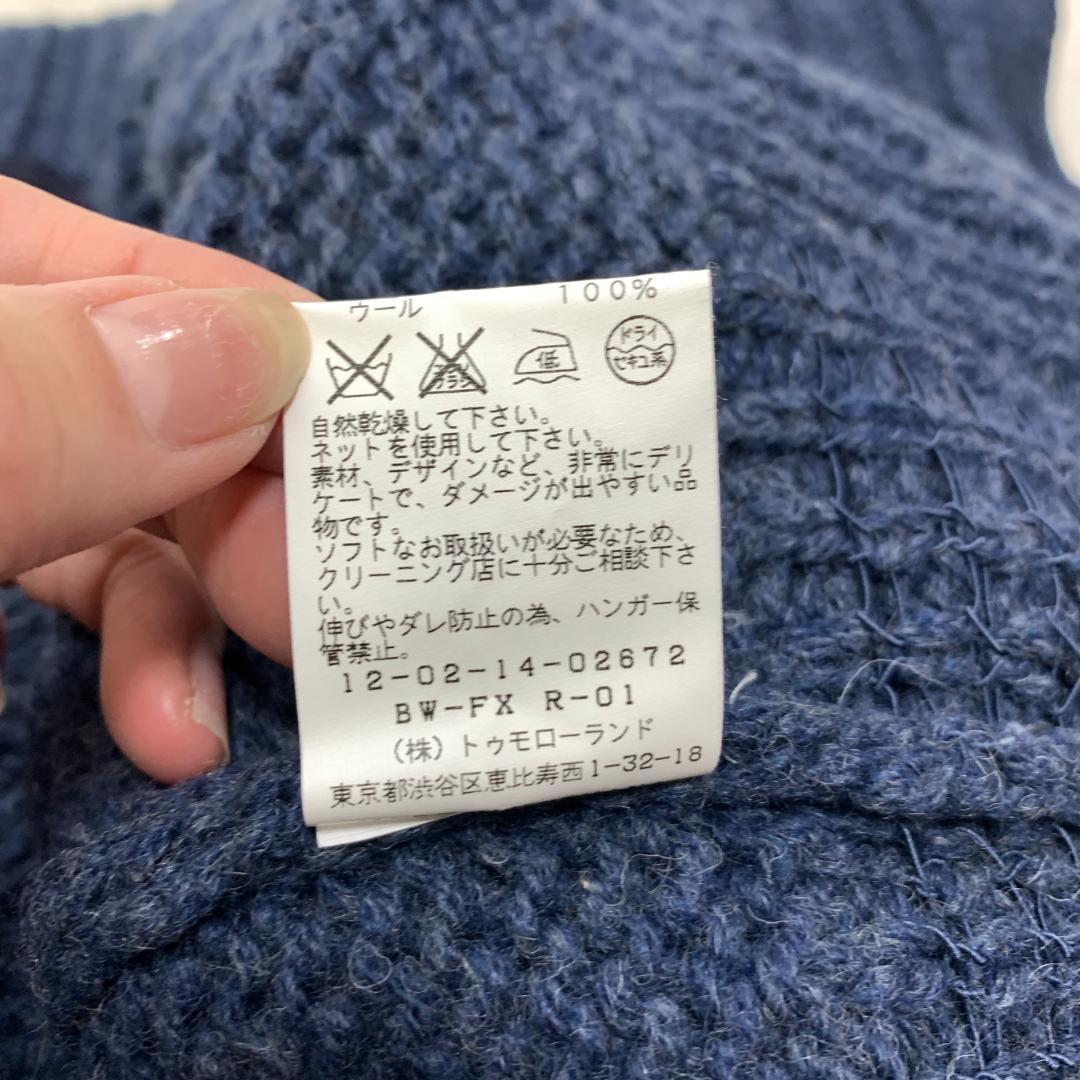 ウール 100%
エンソサラシ
低
ドライ
セキユ系
自然乾燥して下さい。
ネットを使用して下さい。
素材、デザインなど、非常にデリ
ケートで、ダメージが出やすい品
物です。
ソフトなお取扱いが必要なため、
クリーニング店に十分ご相談下さ
い。
伸びやダレ防止の為、ハンガー保
管禁止。
12-02-14-02672
BW-FX R-01
(株)トゥモローランド
東京都渋谷区恵比寿西1-32-18